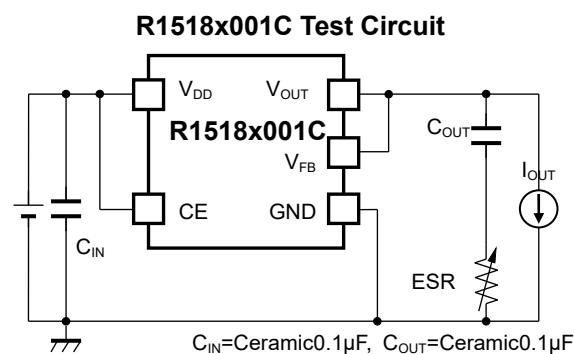 R1518x001C Test Circuit
VDD VOUT
R1518x001C
VFB
CE GND
CIN
COUT
IOUT
ESR
CIN=Ceramic0.1μF, COUT=Ceramic0.1μF